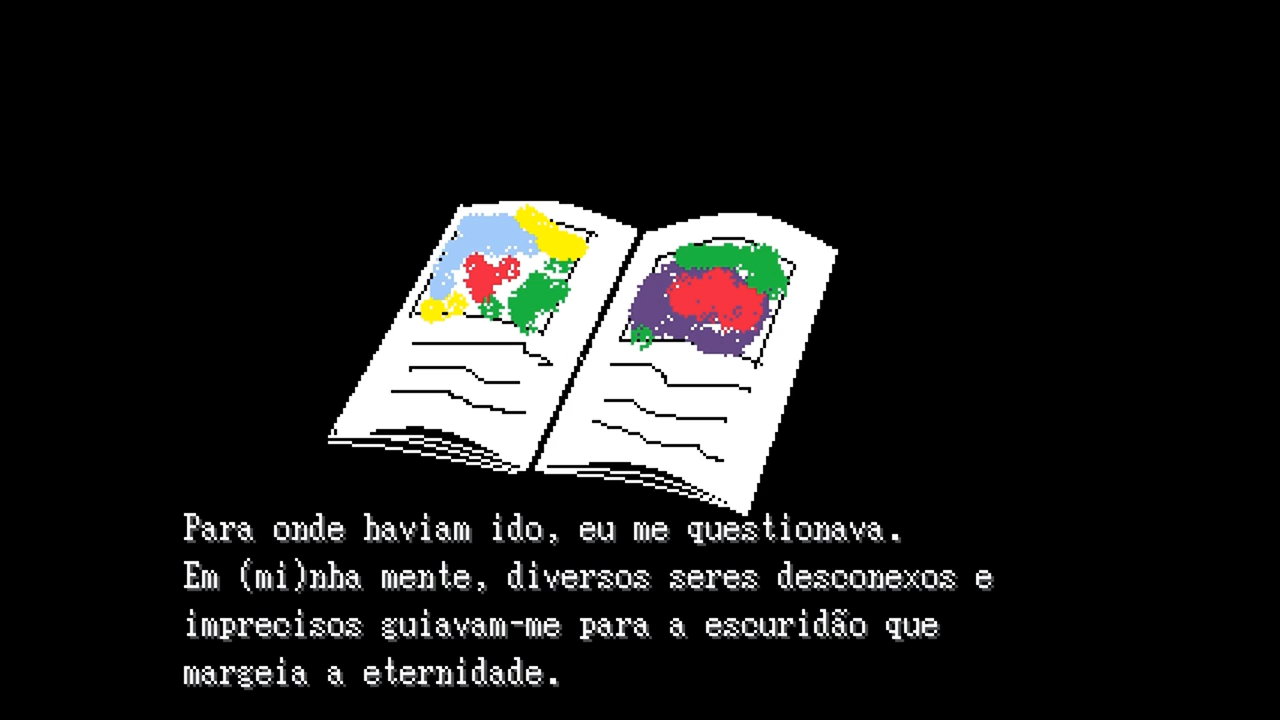 Para onde haviam ido, eu me questionava.
Em (mi)nha mente, diversos seres desconexos e
imprecisos guiavam-me para a escuridão que
margeia a eternidade.